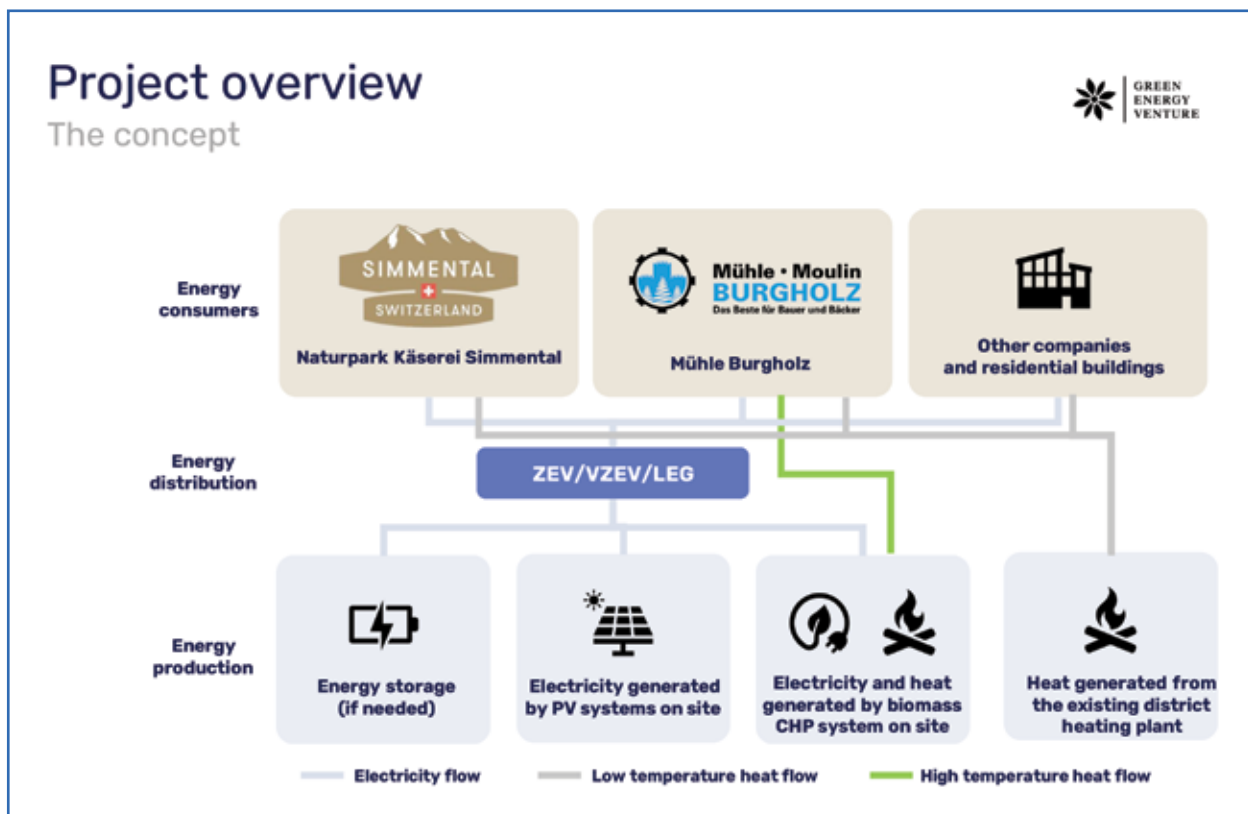 Project overview
The concept
GREEN
ENERGY
VENTURE
Energy
consumers
SIMMENTAL
SWITZERLAND
Naturpark Käserei Simmental
Mühle • Moulin
BURGHOLZ
Das Beste für Bauer und Bäcker
Mühle Burgholz
Other companies
and residential buildings
Energy
distribution
ZEV/VZEV/LEG
Energy
production
Energy storage
(if needed)
Electricity generated
by PV systems on site
Electricity and heat
generated by biomass
CHP system on site
Heat generated from
the existing district
heating plant
Electricity flow
Low temperature heat flow
High temperature heat flow